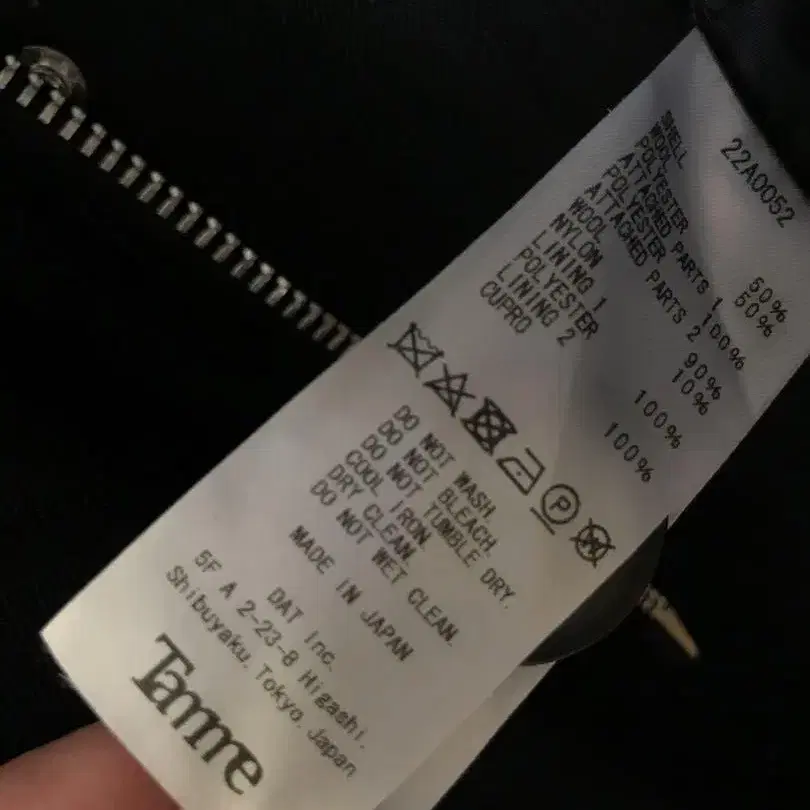 22A0052
SHELL
WOOL 50%
POLYESTER 50%
ATTACHED PARTS 1
POLYESTER 100%
ATTACHED PARTS 2
WOOL 90%
NYLON 10%
LINING 1
POLYESTER 100%
LINING 2
CUPRO 100%
P
W
DO NOT WASH.
DO NOT BLEACH.
DO NOT TUMBLE DRY.
COOL IRON.
DRY CLEAN.
DO NOT WET CLEAN.
MADE IN JAPAN
DAT Inc.
5F A 2-23-8 Higashi.
Shibuyaku. Tokyo. Japan
Tamme